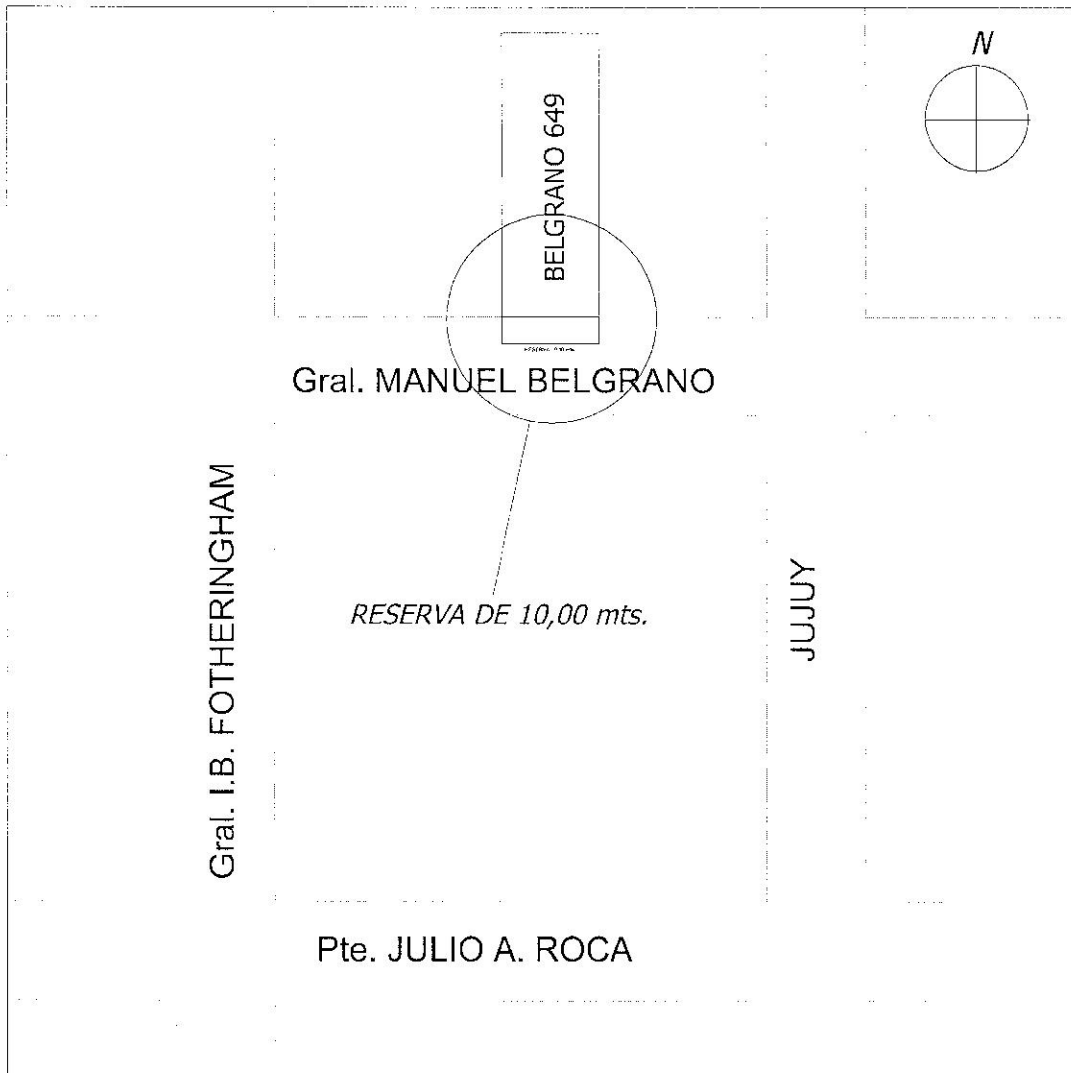 N
BELGRANO 649
Gral. MANUEL BELGRANO
Gral. I.B. FOTHERINGHAM
RESERVA DE 10,00 mts.
JUJUY
Pte. JULIO A. ROCA